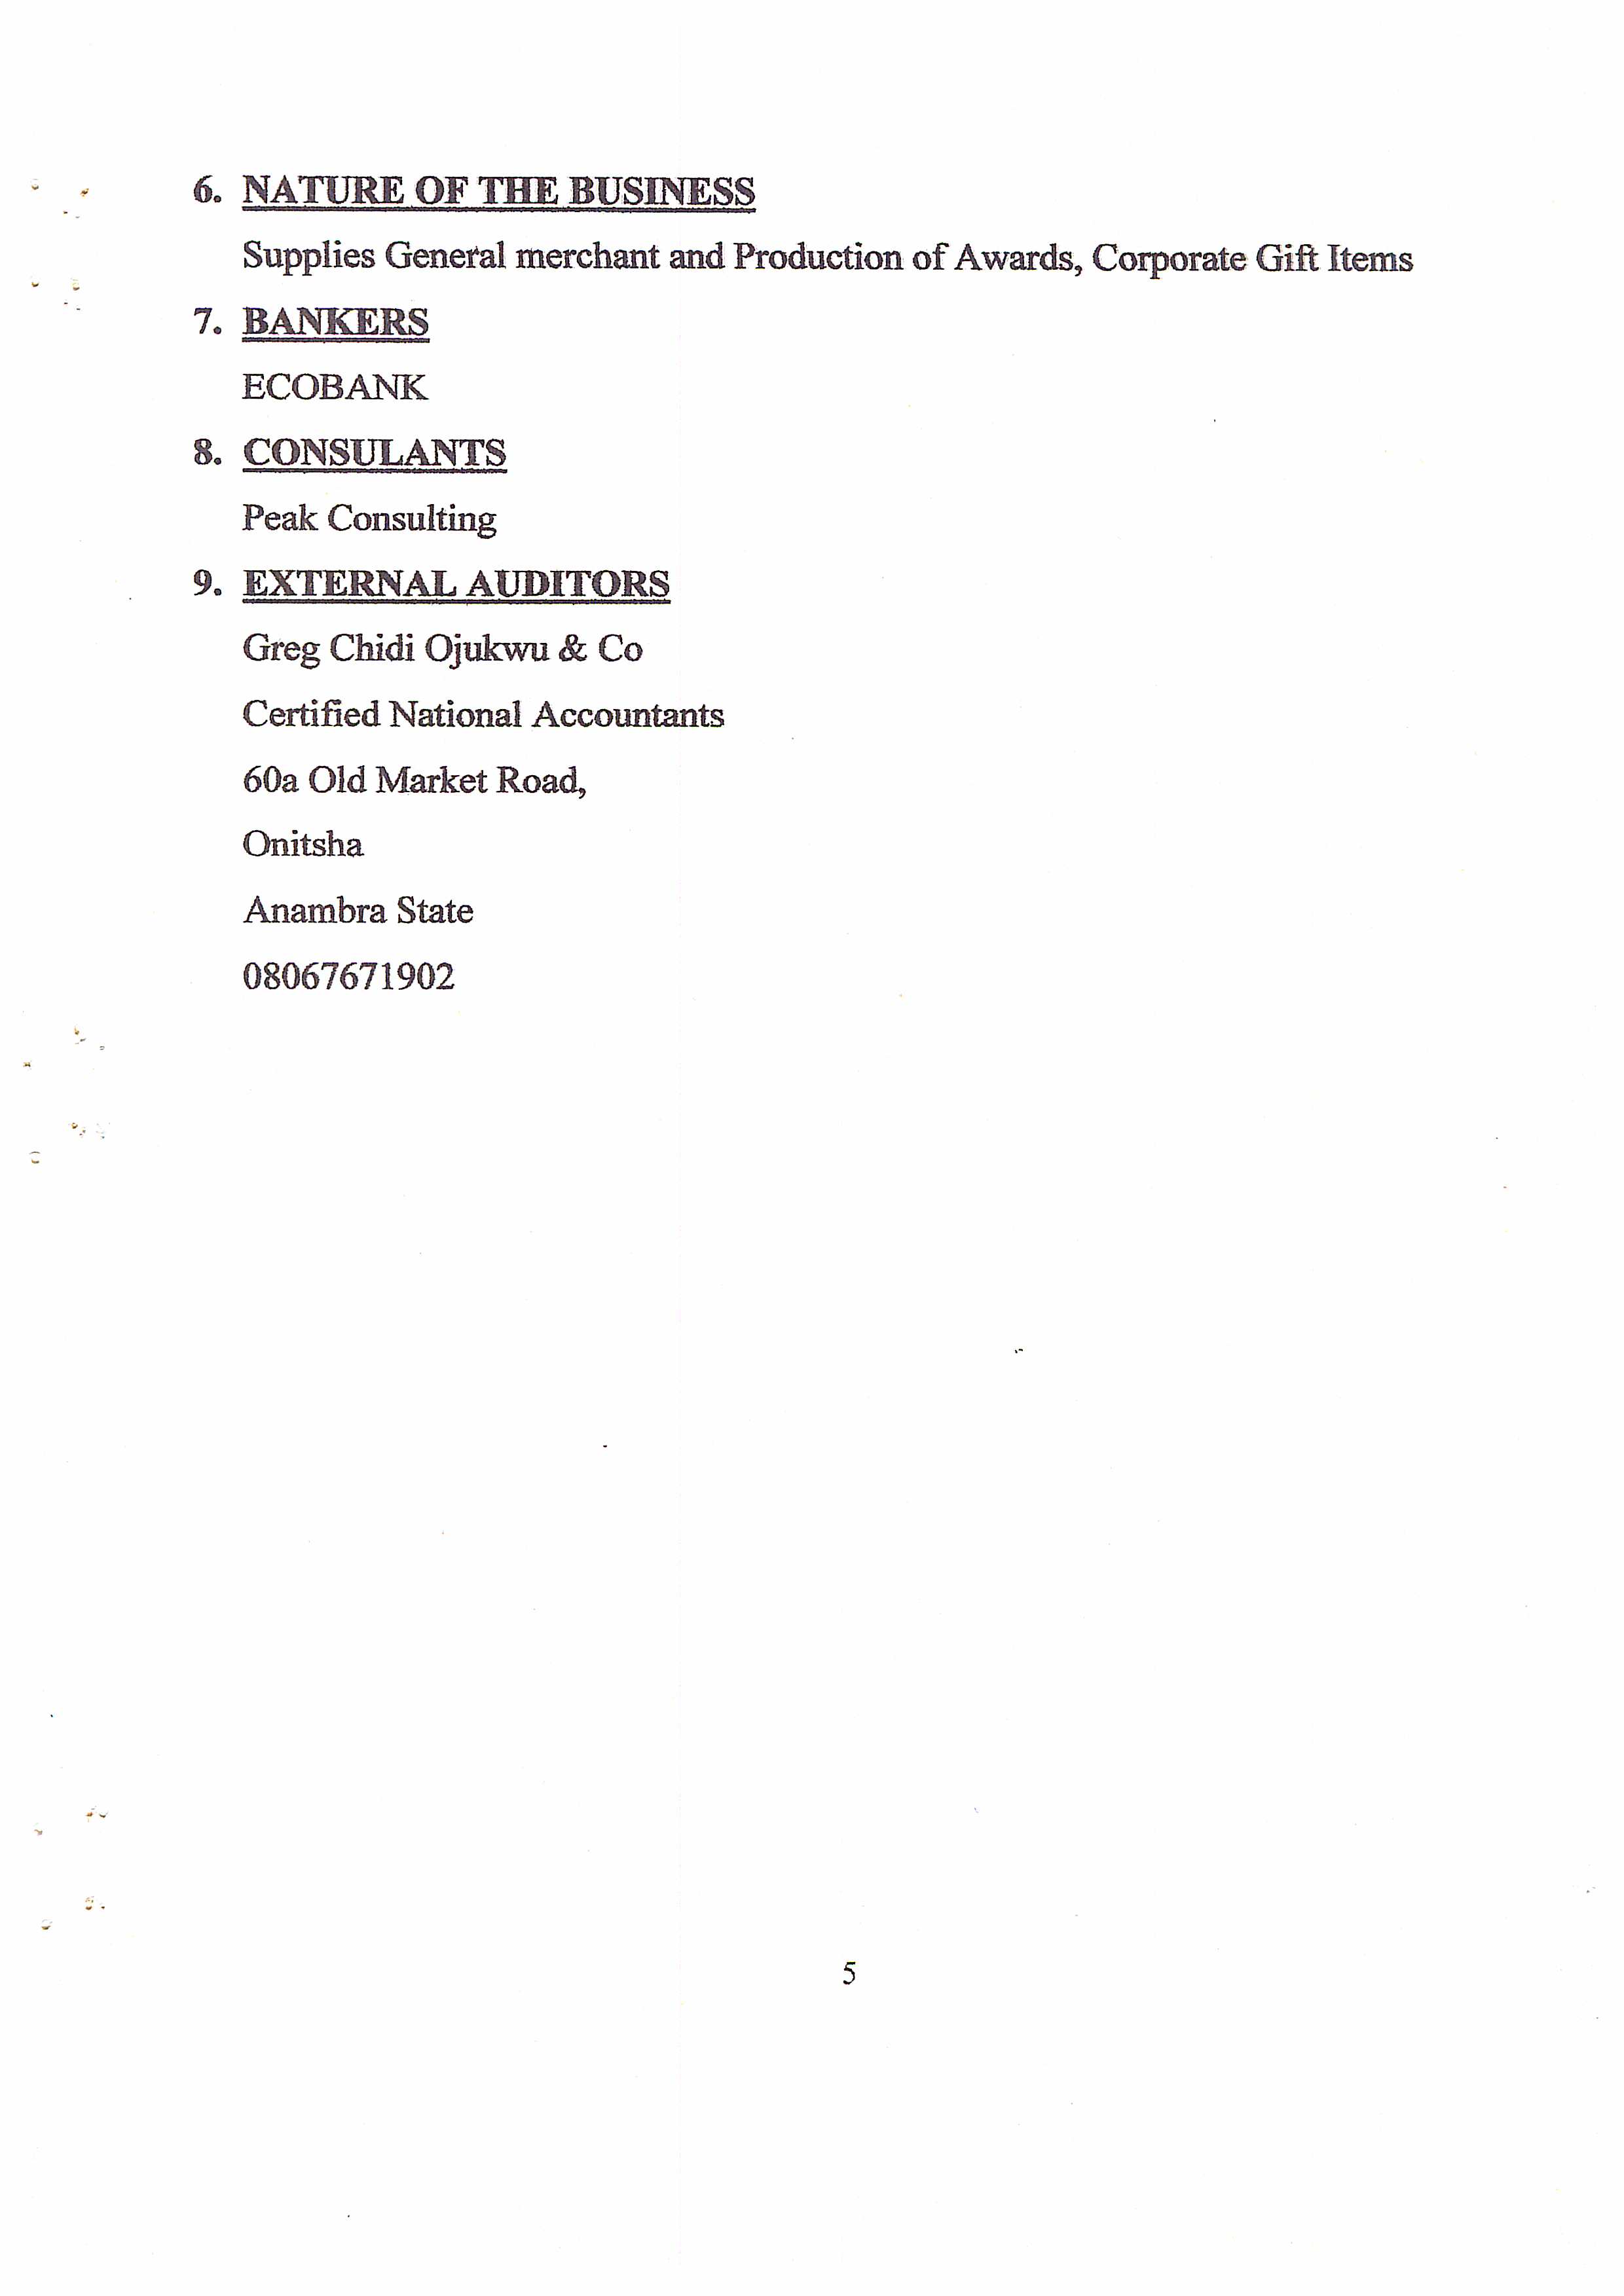 6. NATURE OF THE BUSINESS
Supplies General merchant and Production of Awards, Corporate Gift Items
7. BANKERS
ECOBANK
8. CONSULANTS
Peak Consulting
9. EXTERNAL AUDITORS
Greg Chidi Ojukwu & Co
Certified National Accountants
60a Old Market Road,
Onitsha
Anambra State
08067671902
5